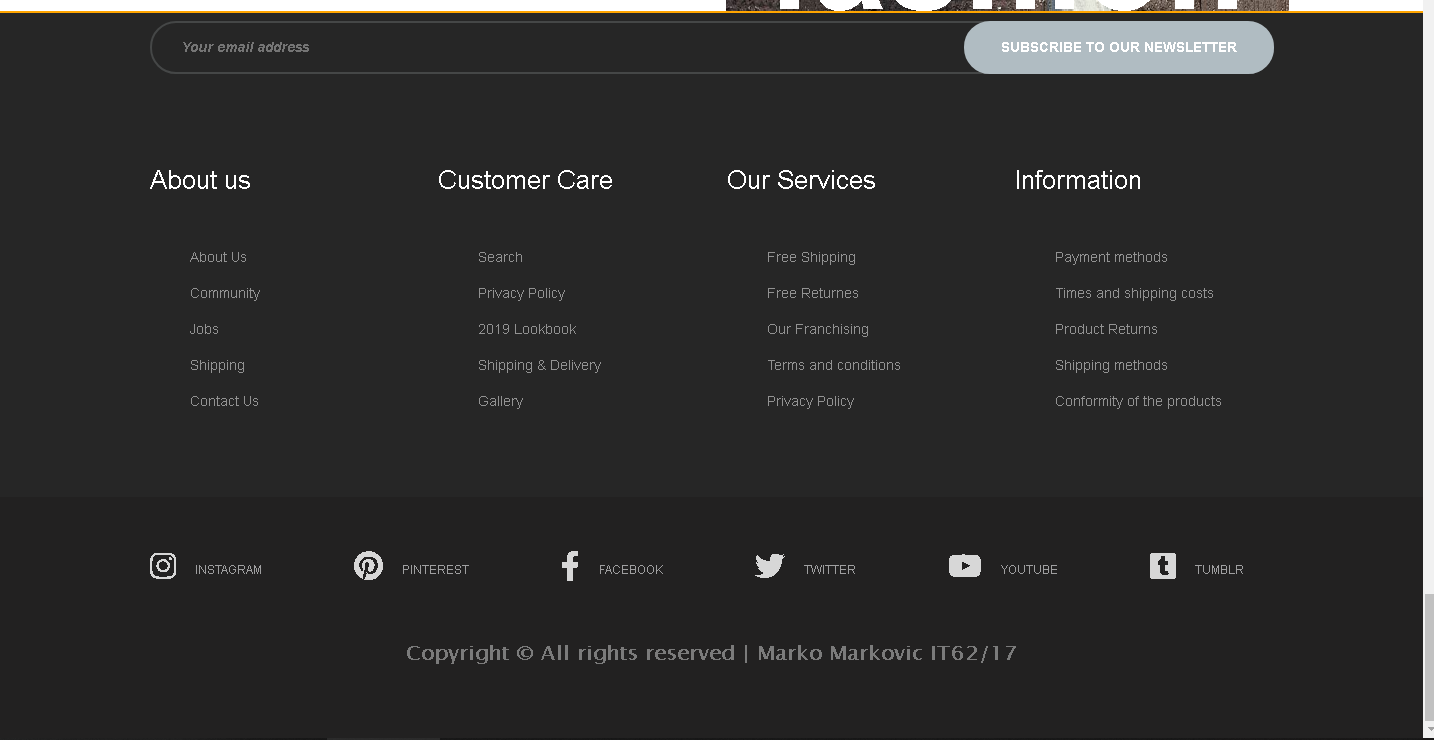 fashion
Your email address
SUBSCRIBE TO OUR NEWSLETTER
About us
About Us
Community
Jobs
Shipping
Contact Us
Customer Care
Search
Privacy Policy
2019 Lookbook
Shipping & Delivery
Gallery
Our Services
Free Shipping
Free Returnes
Our Franchising
Terms and conditions
Privacy Policy
Information
Payment methods
Times and shipping costs
Product Returns
Shipping methods
Conformity of the products
INSTAGRAM
PINTEREST
FACEBOOK
TWITTER
YOUTUBE
TUMBLR
Copyright © All rights reserved | Marko Markovic IT62/17